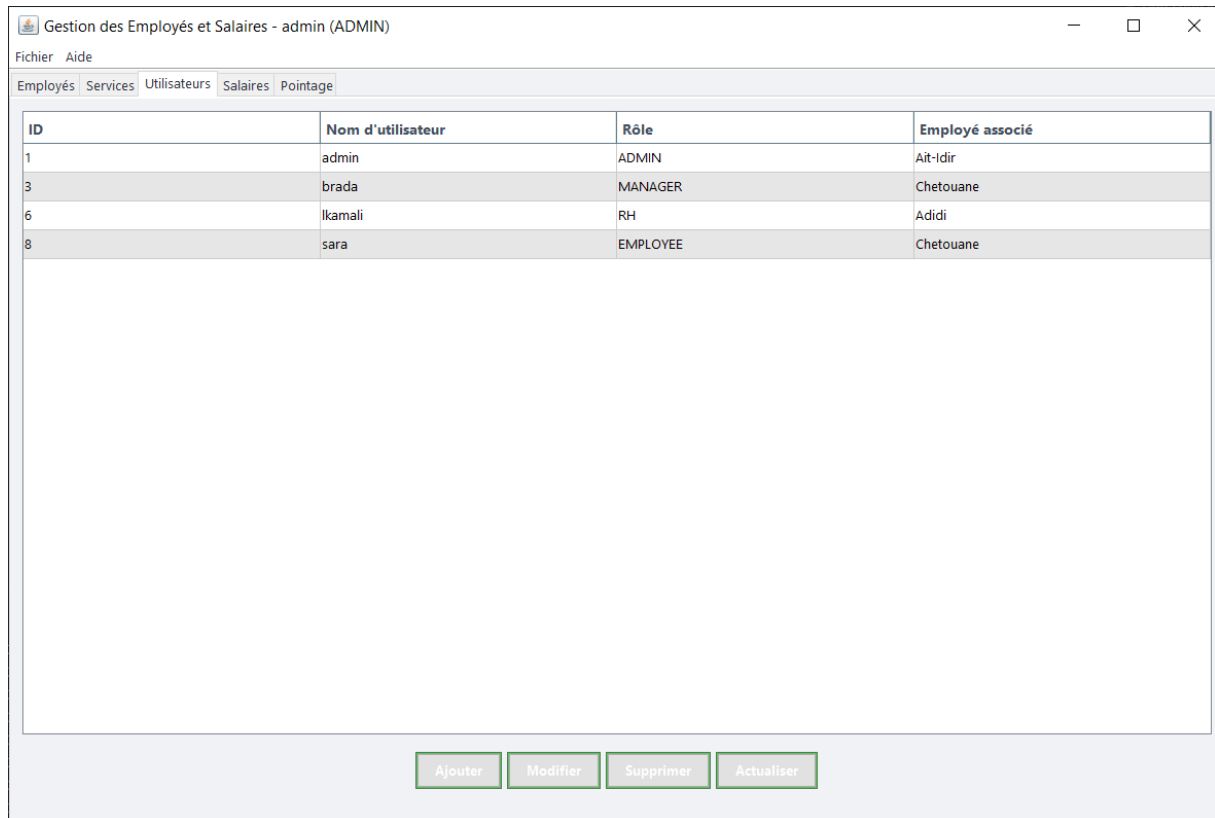 Gestion des Employés et Salaires - admin (ADMIN)
Fichier Aide
Employés Services Utilisateurs Salaires Pointage
ID Nom d'utilisateur Rôle Employé associé
1 admin ADMIN Ait-Idir
3 brada MANAGER Chetouane
6 lkamali RH Adidi
8 sara EMPLOYEE Chetouane
Ajouter Modifier Supprimer Actualiser